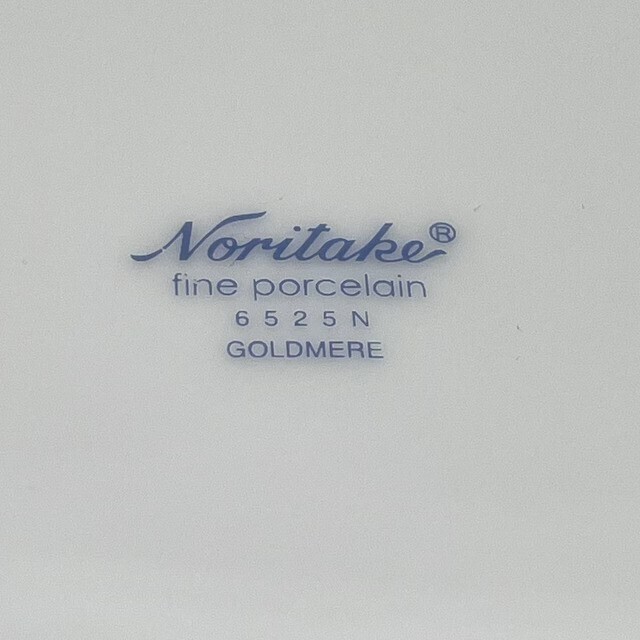 Noritake®
fine porcelain
6525N
GOLDMERE